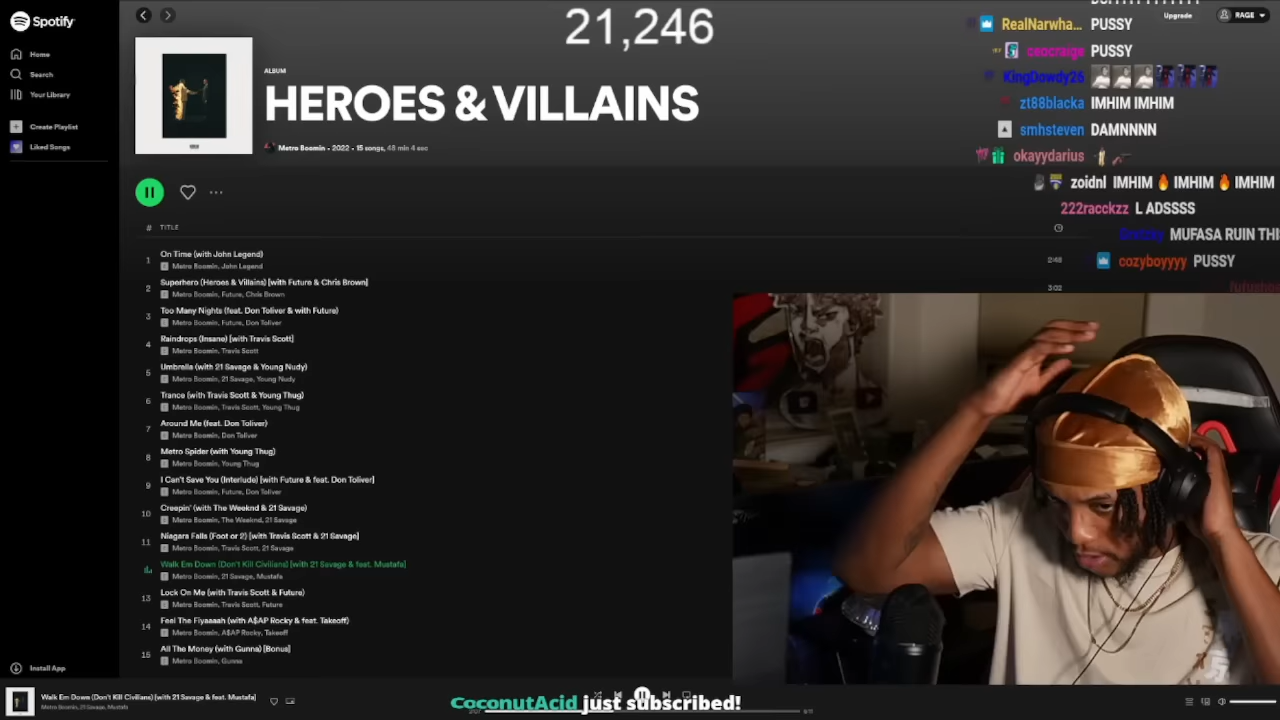 Spotify
21,246
Upgrade
RAGE
Home
Search
Your Library
Create Playlist
Liked Songs
Install App
ALBUM
HEROES & VILLAINS
Metro Boomin • 2022 • 15 songs, 48 min 4 sec
# TITLE
1 On Time (with John Legend) 2:48
E Metro Boomin, John Legend
2 Superhero (Heroes & Villains) [with Future & Chris Brown] 3:02
E Metro Boomin, Future, Chris Brown
3 Too Many Nights (feat. Don Toliver & with Future)
E Metro Boomin, Future, Don Toliver
4 Raindrops (Insane) [with Travis Scott]
E Metro Boomin, Travis Scott
5 Umbrella (with 21 Savage & Young Nudy)
E Metro Boomin, 21 Savage, Young Nudy
6 Trance (with Travis Scott & Young Thug)
E Metro Boomin, Travis Scott, Young Thug
7 Around Me (feat. Don Toliver)
E Metro Boomin, Don Toliver
8 Metro Spider (with Young Thug)
E Metro Boomin, Young Thug
9 I Can't Save You (Interlude) [with Future & feat. Don Toliver]
E Metro Boomin, Future, Don Toliver
10 Creepin' (with The Weeknd & 21 Savage)
E Metro Boomin, The Weeknd, 21 Savage
11 Niagara Falls (Foot or 2) [with Travis Scott & 21 Savage]
E Metro Boomin, Travis Scott, 21 Savage
Walk Em Down (Don't Kill Civilians) [with 21 Savage & feat. Mustafa]
E Metro Boomin, 21 Savage, Mustafa
13 Lock On Me (with Travis Scott & Future)
E Metro Boomin, Travis Scott, Future
14 Feel The Fiyaaaah (with A$AP Rocky & feat. Takeoff)
E Metro Boomin, A$AP Rocky, Takeoff
15 All The Money (with Gunna) [Bonus]
E Metro Boomin, Gunna
RealNarwha... PUSSY
ceocraige PUSSY
KingDowdy26
zt88blacka IMHIM IMHIM
smhsteven DAMNNNN
okayydarius
zoidnl IMHIM IMHIM IMHIM
222racckzz L ADSSSS
MUFASA RUIN THI
cozyboyyyy PUSSY
Walk Em Down (Don't Kill Civilians) [with 21 Savage & feat. Mustafa]
Metro Boomin, 21 Savage, Mustafa
CoconutAcid just subscribed!